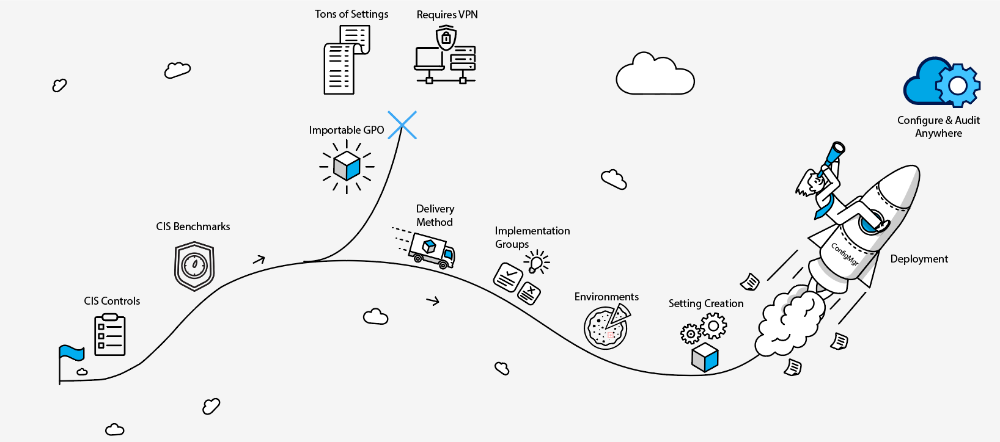 Tons of Settings
Requires VPN
Importable GPO
Configure & Audit
Anywhere
CIS Benchmarks
Delivery
Method
Implementation
Groups
ConfigMgr
Deployment
CIS Controls
Environments
Setting Creation